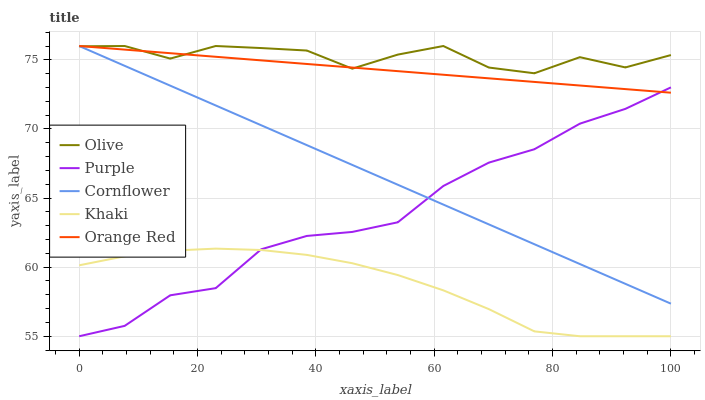 title
yaxis_label
75
70
65
60
55
Olive
Purple
Cornflower
Khaki
Orange Red
0 20 40 60 80 100
xaxis_label